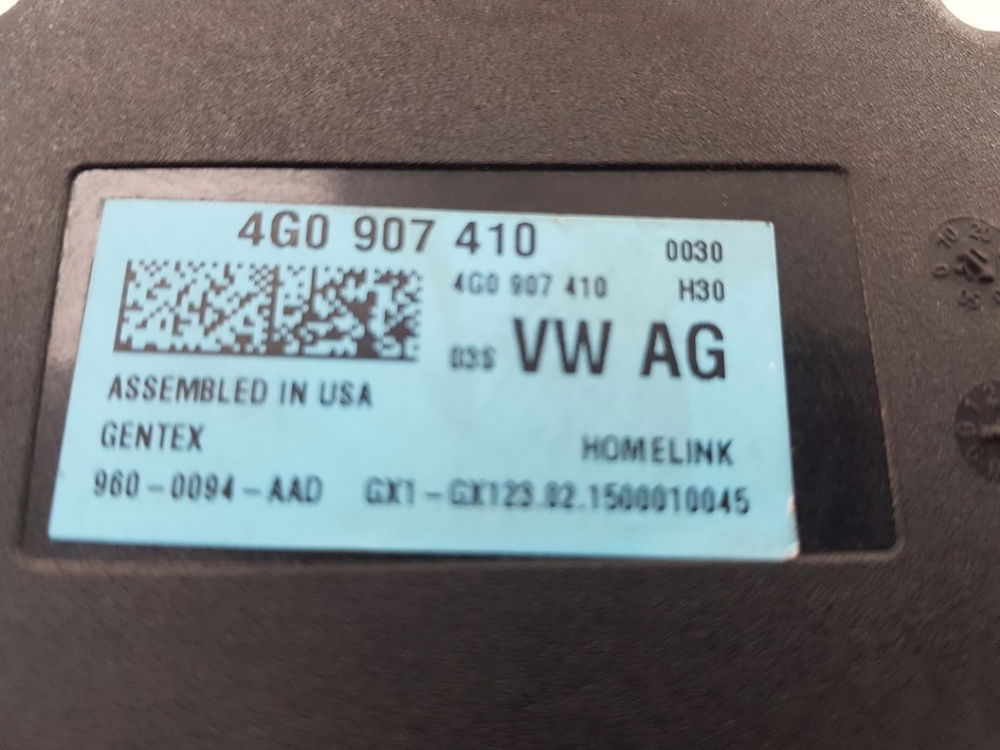 4G0 907 410 0030
4G0 907 410 H30
03S VW AG
ASSEMBLED IN USA
GENTEX HOMELINK
960-0094-AAD GX1-GX123.02.1500010045